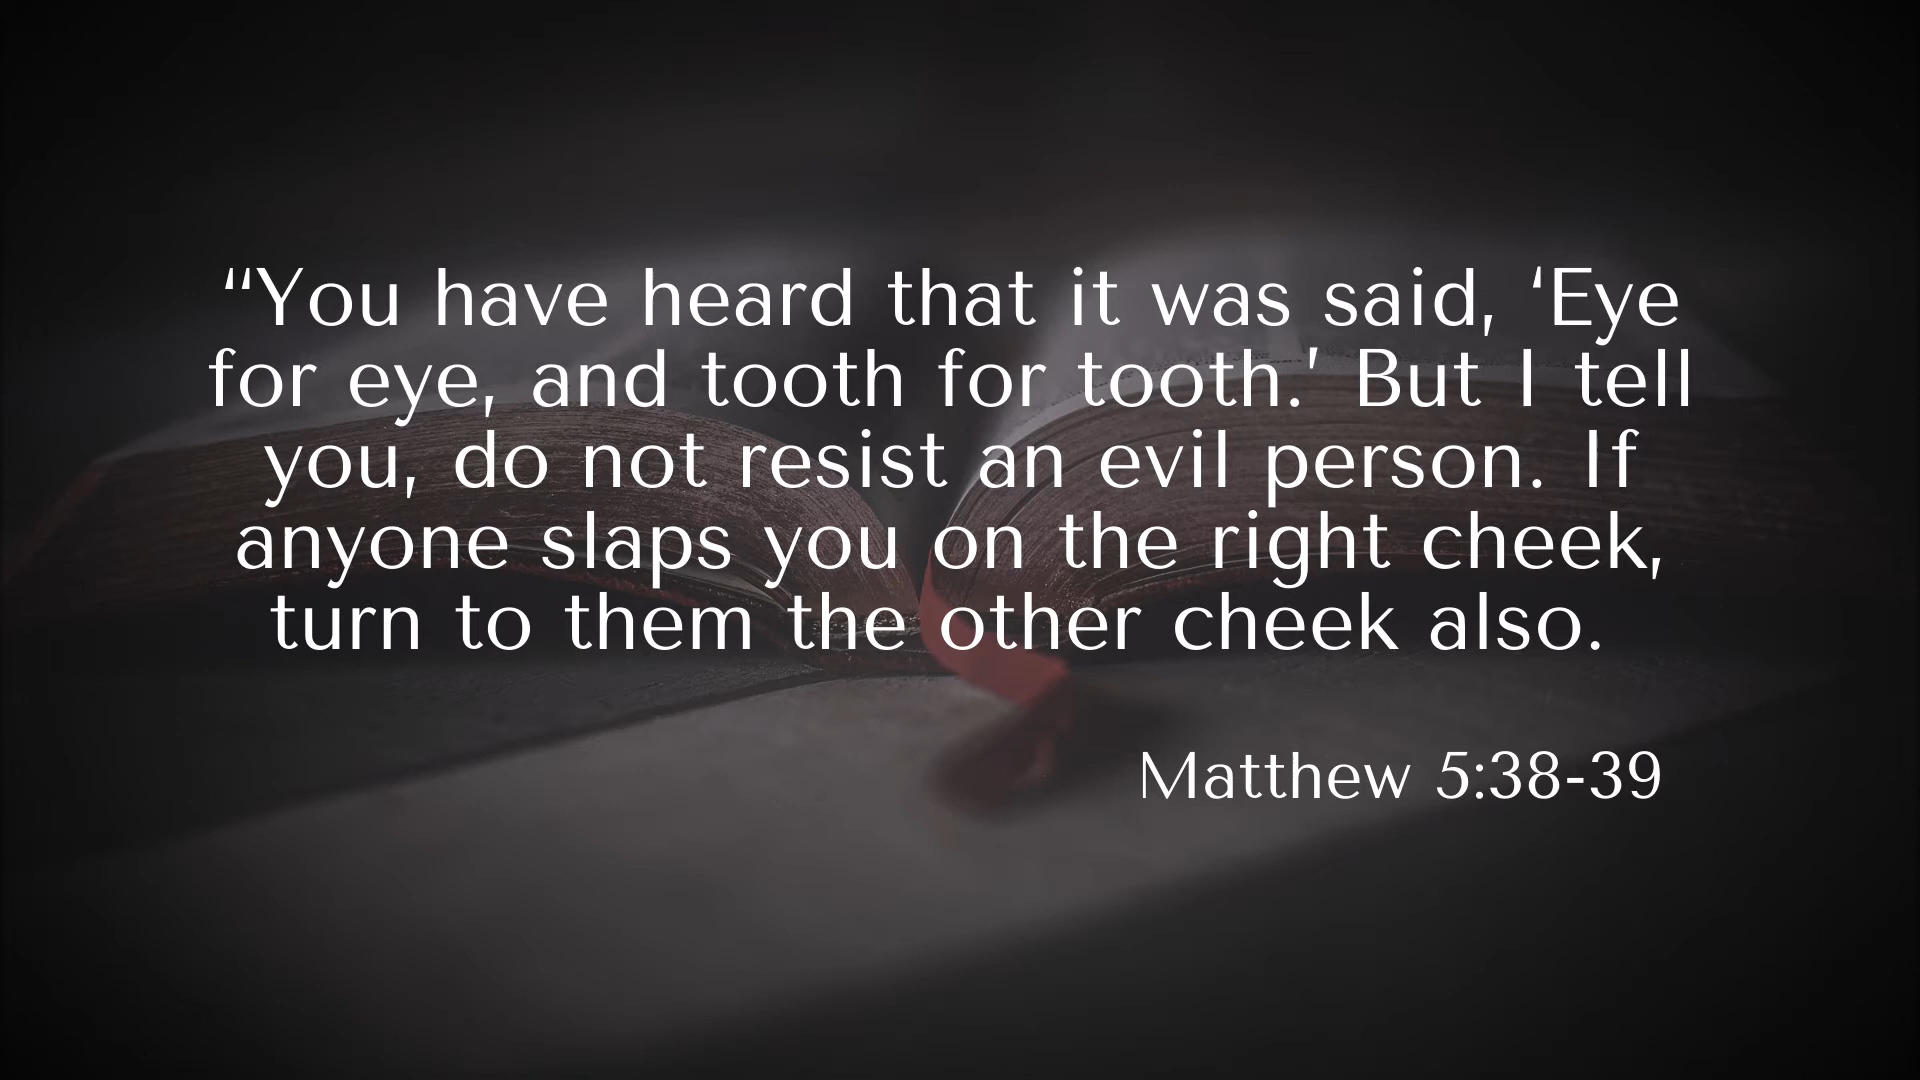 “You have heard that it was said, ‘Eye
for eye, and tooth for tooth.’ But I tell
you, do not resist an evil person. If
anyone slaps you on the right cheek,
turn to them the other cheek also.
Matthew 5:38-39